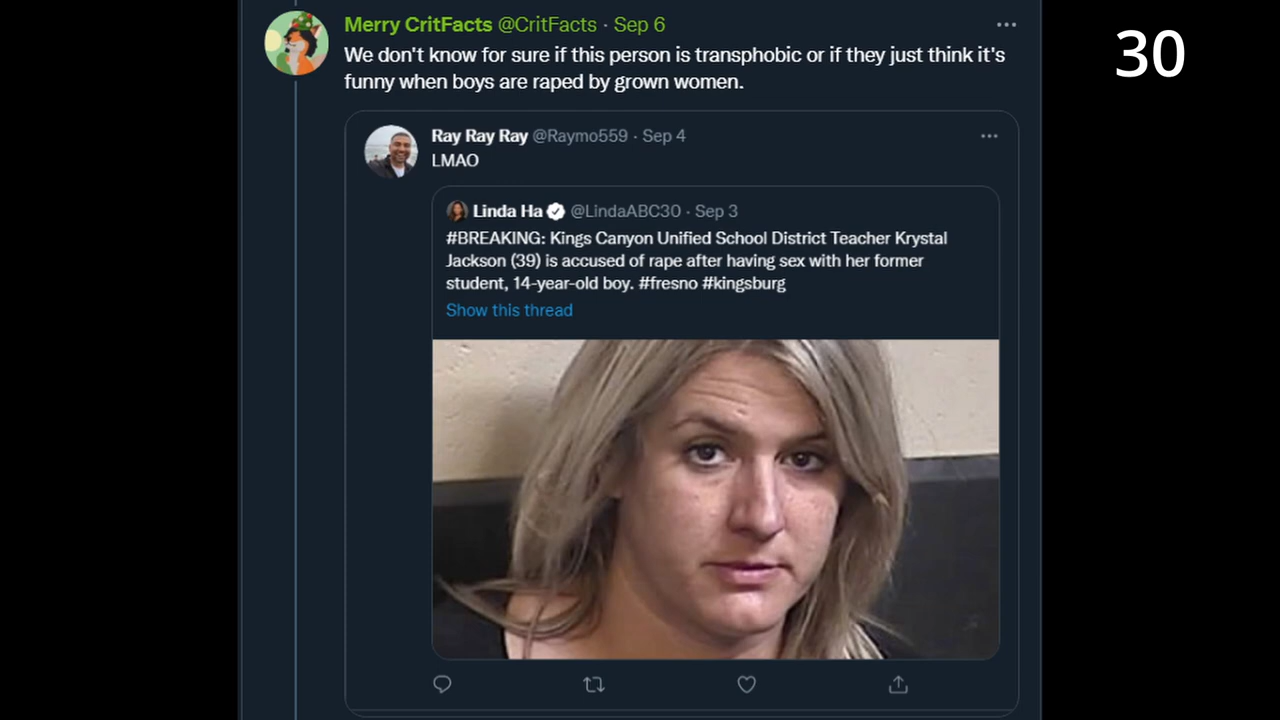 Merry CritFacts @CritFacts · Sep 6
30
We don't know for sure if this person is transphobic or if they just think it's
funny when boys are raped by grown women.
Ray Ray Ray @Raymo559 · Sep 4
LMAO
Linda Ha @LindaABC30 · Sep 3
#BREAKING: Kings Canyon Unified School District Teacher Krystal
Jackson (39) is accused of rape after having sex with her former
student, 14-year-old boy. #fresno #kingsburg
Show this thread